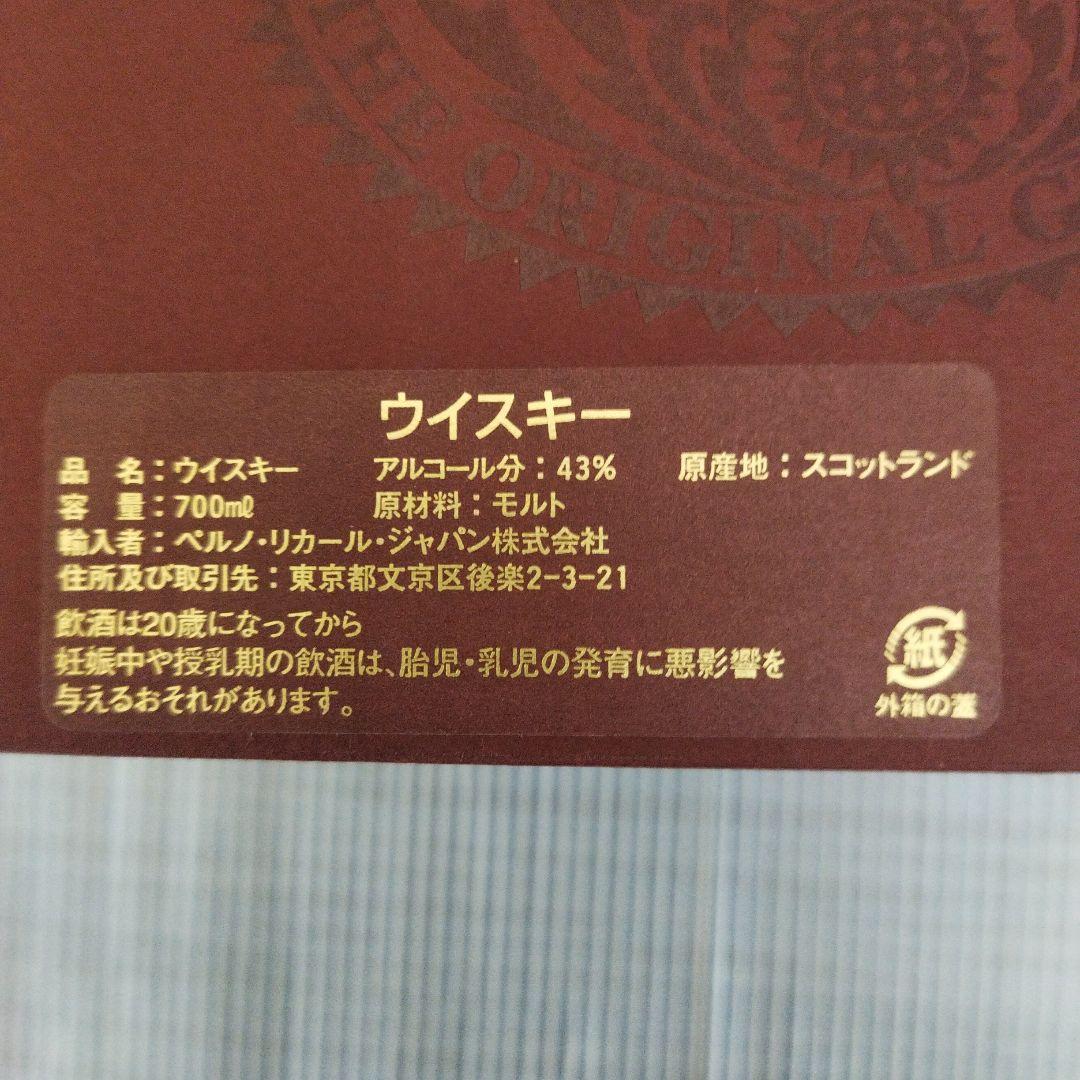 THE ORIGINAL G
ウイスキー
品 名：ウイスキー アルコール分：43% 原産地：スコットランド
容 量：700mℓ 原材料：モルト
輸入者：ペルノ・リカール・ジャパン株式会社
住所及び取引先：東京都文京区後楽2-3-21
飲酒は20歳になってから
妊娠中や授乳期の飲酒は、胎児・乳児の発育に悪影響を
与えるおそれがあります。
紙
外箱の蓋